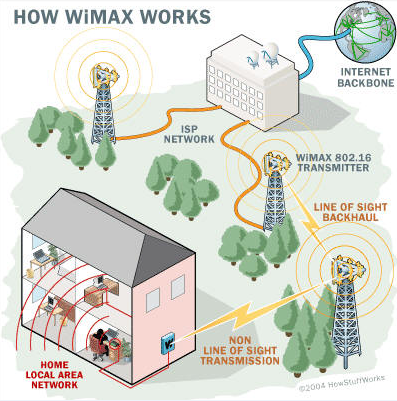 HOW WiMAX WORKS
INTERNET
BACKBONE
ISP
NETWORK
WiMAX 802.16
TRANSMITTER
LINE OF SIGHT
BACKHAUL
NON
LINE OF SIGHT
TRANSMISSION
HOME
LOCAL AREA
NETWORK
©2004 HowStuffWorks